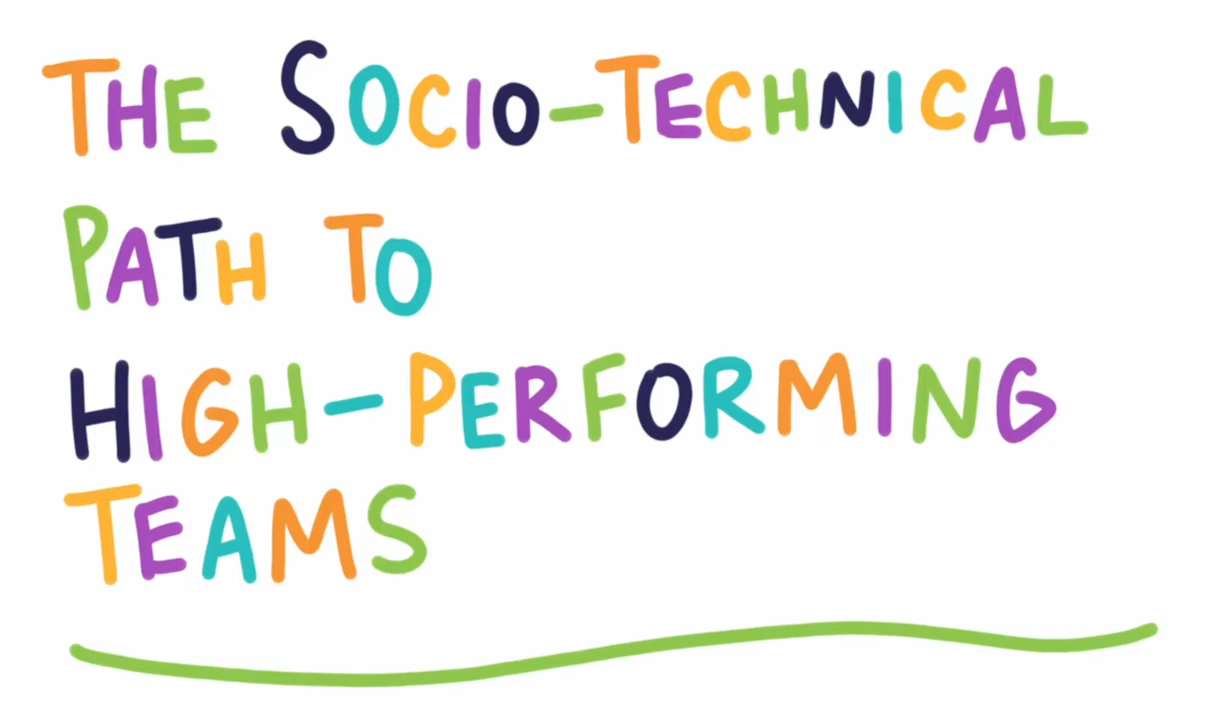 THE SOCIO-TECHNICAL
PATH TO
HIGH-PERFORMING
TEAMS